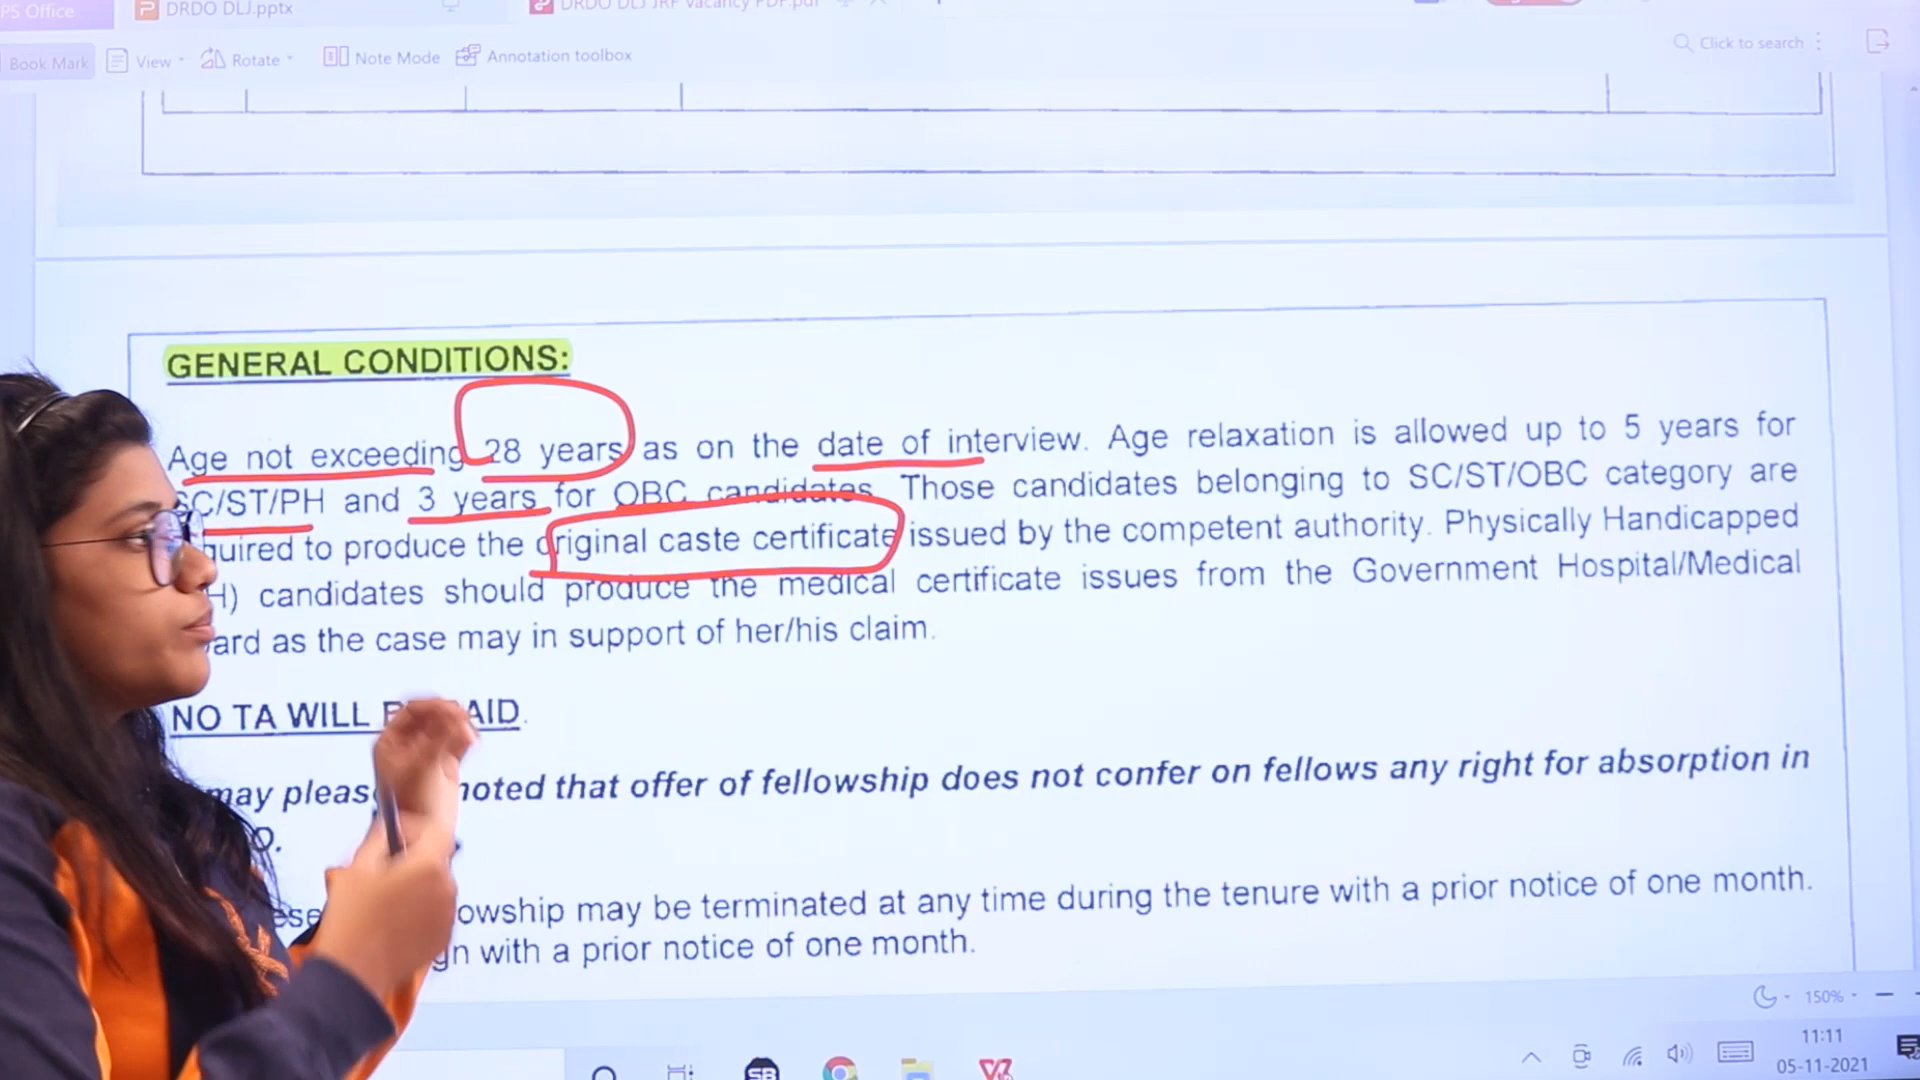 PS Office
DRDO DLJ.pptx
DRDO DLJ JRF Vacancy PDF.pdf
Book Mark
View
Rotate
Note Mode
Annotation toolbox
Click to search
GENERAL CONDITIONS:
Age not exceeding 28 years as on the date of interview. Age relaxation is allowed up to 5 years for
SC/ST/PH and 3 years for OBC candidates. Those candidates belonging to SC/ST/OBC category are
quired to produce the original caste certificate issued by the competent authority. Physically Handicapped
H) candidates should produce the medical certificate issues from the Government Hospital/Medical
ard as the case may in support of her/his claim.
NO TA WILL B AID.
may pleas noted that offer of fellowship does not confer on fellows any right for absorption in
O.
ese owship may be terminated at any time during the tenure with a prior notice of one month.
gn with a prior notice of one month.
150%
SB
11:11
05-11-2021